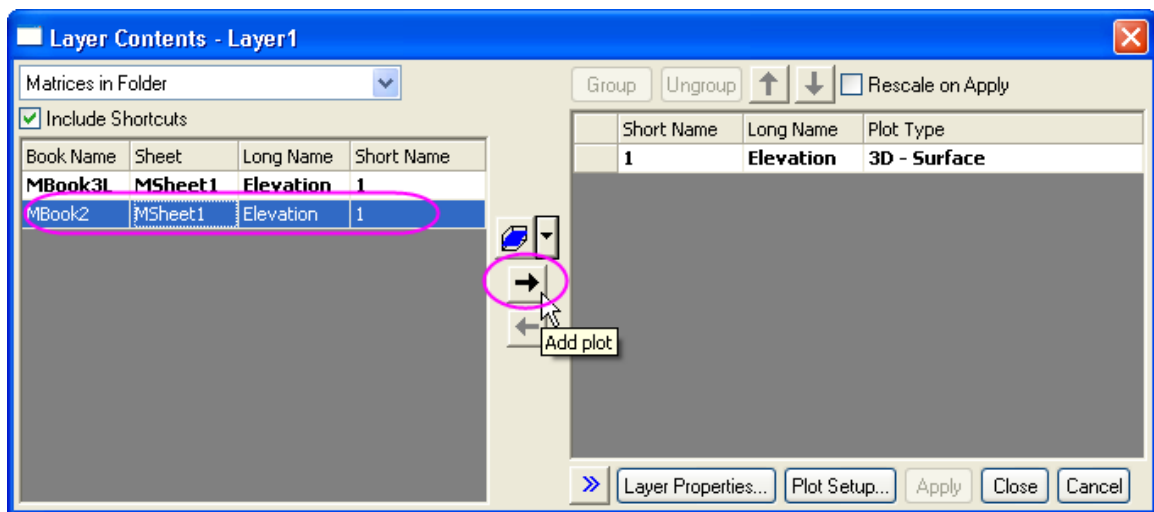 Layer Contents - Layer1
Matrices in Folder
Include Shortcuts
Book Name Sheet Long Name Short Name
MBook3L MSheet1 Elevation 1
MBook2 MSheet1 Elevation 1
Add plot
Group Ungroup Rescale on Apply
Short Name Long Name Plot Type
1 Elevation 3D - Surface
Layer Properties... Plot Setup... Apply Close Cancel